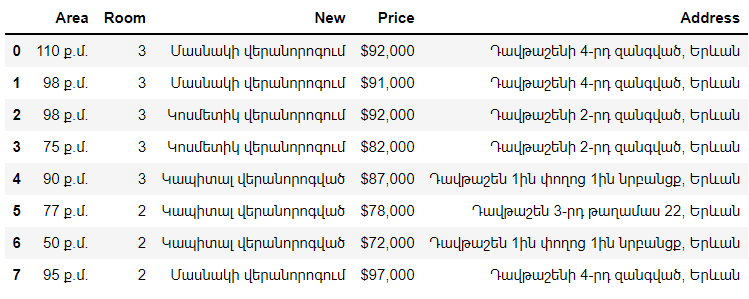 Area Room New Price Address
0 110 ք.մ. 3 Մասնակի վերանորոգում $92,000 Դավթաշենի 4-րդ զանգված, Երևան
1 98 ք.մ. 3 Մասնակի վերանորոգում $91,000 Դավթաշենի 4-րդ զանգված, Երևան
2 98 ք.մ. 3 Կոսմետիկ վերանորոգում $92,000 Դավթաշենի 2-րդ զանգված, Երևան
3 75 ք.մ. 3 Կոսմետիկ վերանորոգում $82,000 Դավթաշենի 2-րդ զանգված, Երևան
4 90 ք.մ. 3 Կապիտալ վերանորոգված $87,000 Դավթաշեն 1ին փողոց 1ին նրբանցք, Երևան
5 77 ք.մ. 2 Կապիտալ վերանորոգված $78,000 Դավթաշեն 3-րդ թաղամաս 22, Երևան
6 50 ք.մ. 2 Կապիտալ վերանորոգված $72,000 Դավթաշեն 1ին փողոց 1ին նրբանցք, Երևան
7 95 ք.մ. 2 Մասնակի վերանորոգում $97,000 Դավթաշենի 4-րդ զանգված, Երևան